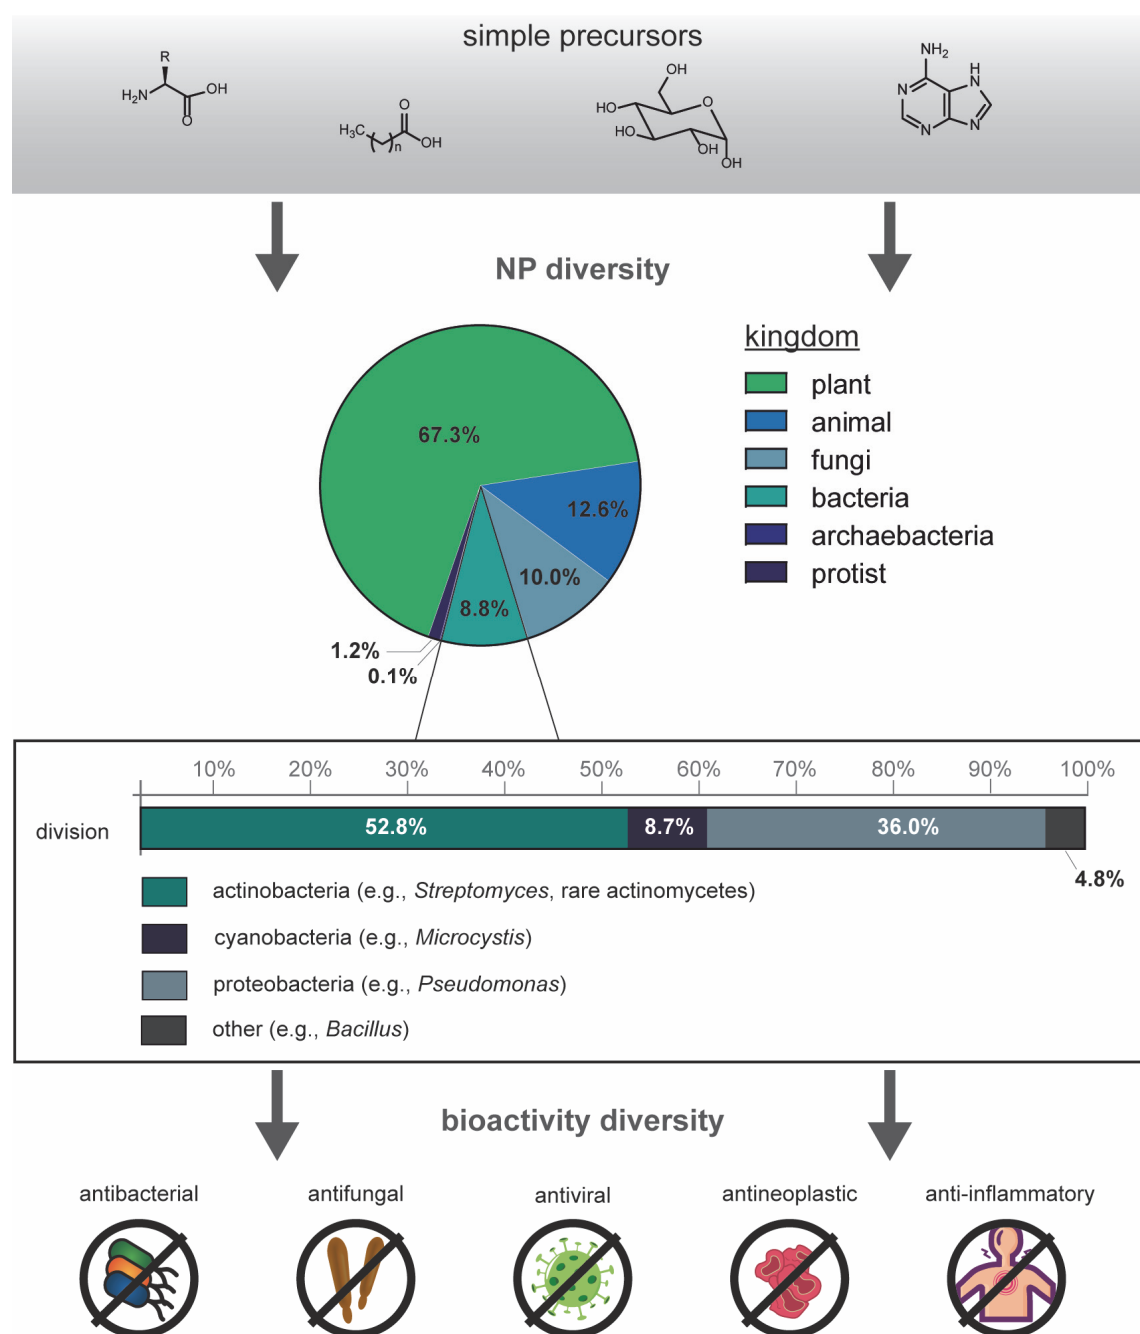 simple precursors
R
H₂N
OH
O
H₃C
n
O
OH
OH
HO
O
HO
OH
OH
NH₂
H
N
N
N
N
NP diversity
kingdom
plant
animal
fungi
bacteria
archaebacteria
protist
67.3%
12.6%
10.0%
8.8%
1.2%
0.1%
10% 20% 30% 40% 50% 60% 70% 80% 90% 100%
division
52.8% 8.7% 36.0%
4.8%
actinobacteria (e.g., Streptomyces, rare actinomycetes)
cyanobacteria (e.g., Microcystis)
proteobacteria (e.g., Pseudomonas)
other (e.g., Bacillus)
bioactivity diversity
antibacterial antifungal antiviral antineoplastic anti-inflammatory